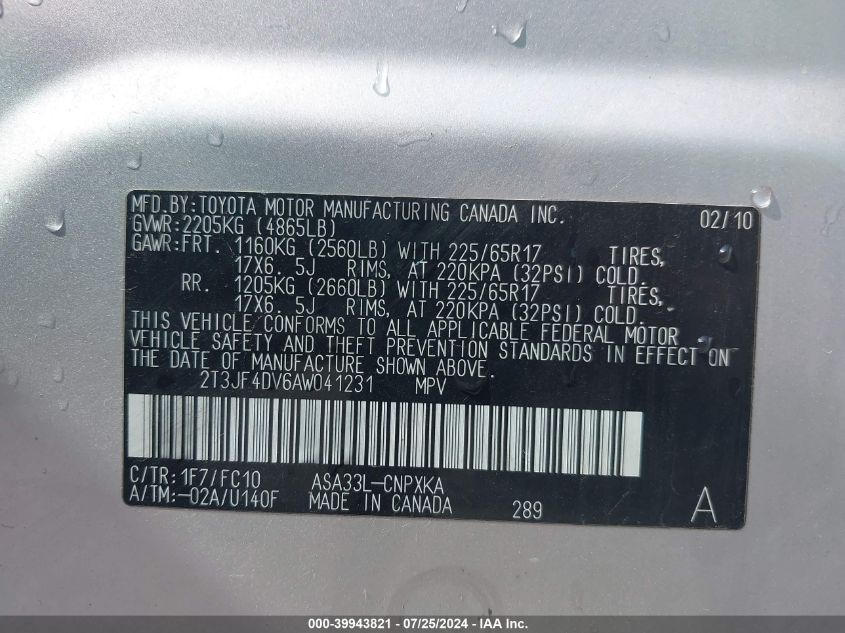 MFD. BY: TOYOTA MOTOR MANUFACTURING CANADA INC. 02/10
GVWR: 2205KG (4865LB)
GAWR: FRT. 1160KG (2560LB) WITH 225/65R17 TIRES,
17X6. 5J RIMS, AT 220KPA (32PSI) COLD.
RR. 1205KG (2660LB) WITH 225/65R17 TIRES,
17X6. 5J RIMS, AT 220KPA (32PSI) COLD.
THIS VEHICLE CONFORMS TO ALL APPLICABLE FEDERAL MOTOR
VEHICLE SAFETY AND THEFT PREVENTION STANDARDS IN EFFECT ON
THE DATE OF MANUFACTURE SHOWN ABOVE.
2T3JF4DV6AW041231 MPV
C/TR: 1F7/FC10 ASA33L-CNPXKA
A/TM: -02A/U140F MADE IN CANADA 289 A
000-39943821 - 07/25/2024 - IAA Inc.